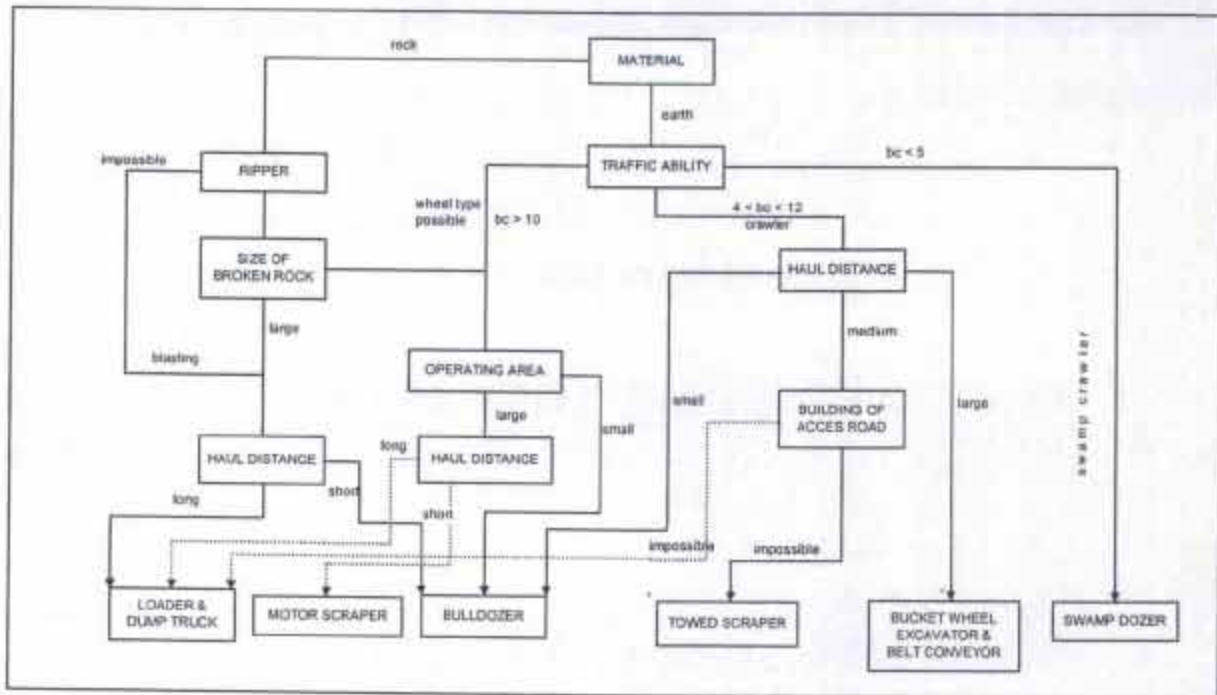 rock
MATERIAL
earth
impossible
RIPPER
TRAFFIC ABILITY
bc < 5
wheel type
possible
bc > 10
4 < bc < 12
crawler
SIZE OF
BROKEN ROCK
HAUL DISTANCE
large
medium
blasting
OPERATING AREA
swamp crawler
small
BUILDING OF
ACCES ROAD
large
large
small
HAUL DISTANCE
long
HAUL DISTANCE
long
short
short
impossible
impossible
LOADER &
DUMP TRUCK
MOTOR SCRAPER
BULLDOZER
TOWED SCRAPER
BUCKET WHEEL
EXCAVATOR &
BELT CONVEYOR
SWAMP DOZER